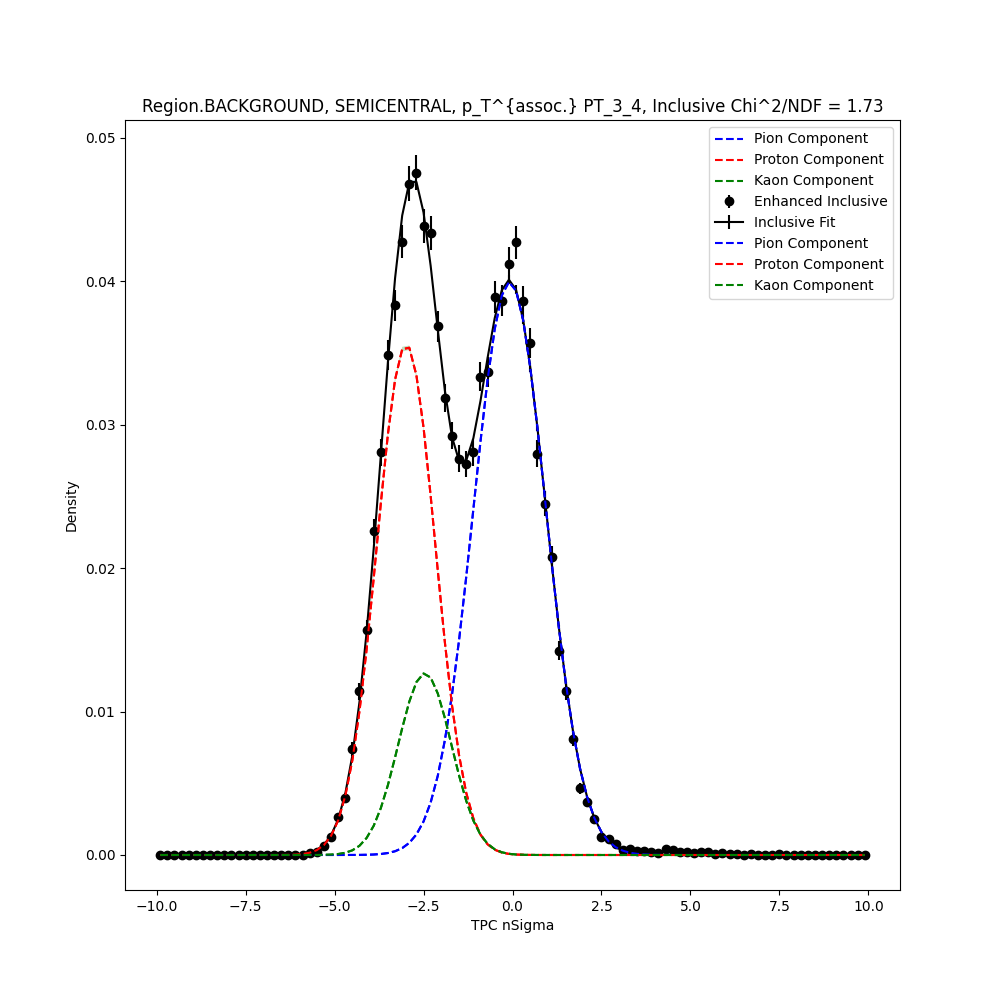 Region.BACKGROUND, SEMICENTRAL, p_T^{assoc.} PT_3_4, Inclusive Chi^2/NDF = 1.73
Pion Component
Proton Component
Kaon Component
Enhanced Inclusive
Inclusive Fit
Pion Component
Proton Component
Kaon Component
0.05
0.04
0.03
0.02
0.01
0.00
Density
−10.0 −7.5 −5.0 −2.5 0.0 2.5 5.0 7.5 10.0
TPC nSigma